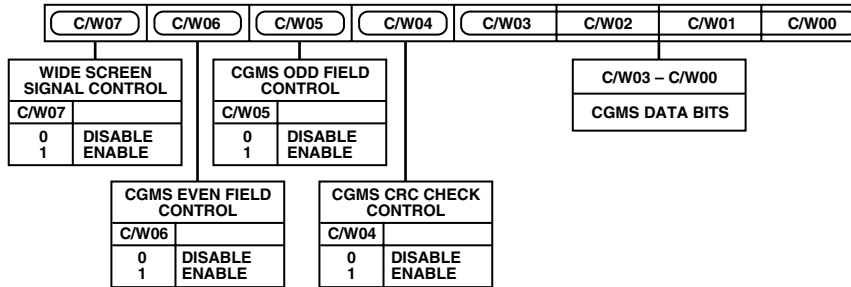 C/W07 C/W06 C/W05 C/W04 C/W03 C/W02 C/W01 C/W00
WIDE SCREEN
SIGNAL CONTROL
C/W07
0 DISABLE
1 ENABLE
CGMS ODD FIELD
CONTROL
C/W05
0 DISABLE
1 ENABLE
C/W03 – C/W00
CGMS DATA BITS
CGMS EVEN FIELD
CONTROL
C/W06
0 DISABLE
1 ENABLE
CGMS CRC CHECK
CONTROL
C/W04
0 DISABLE
1 ENABLE